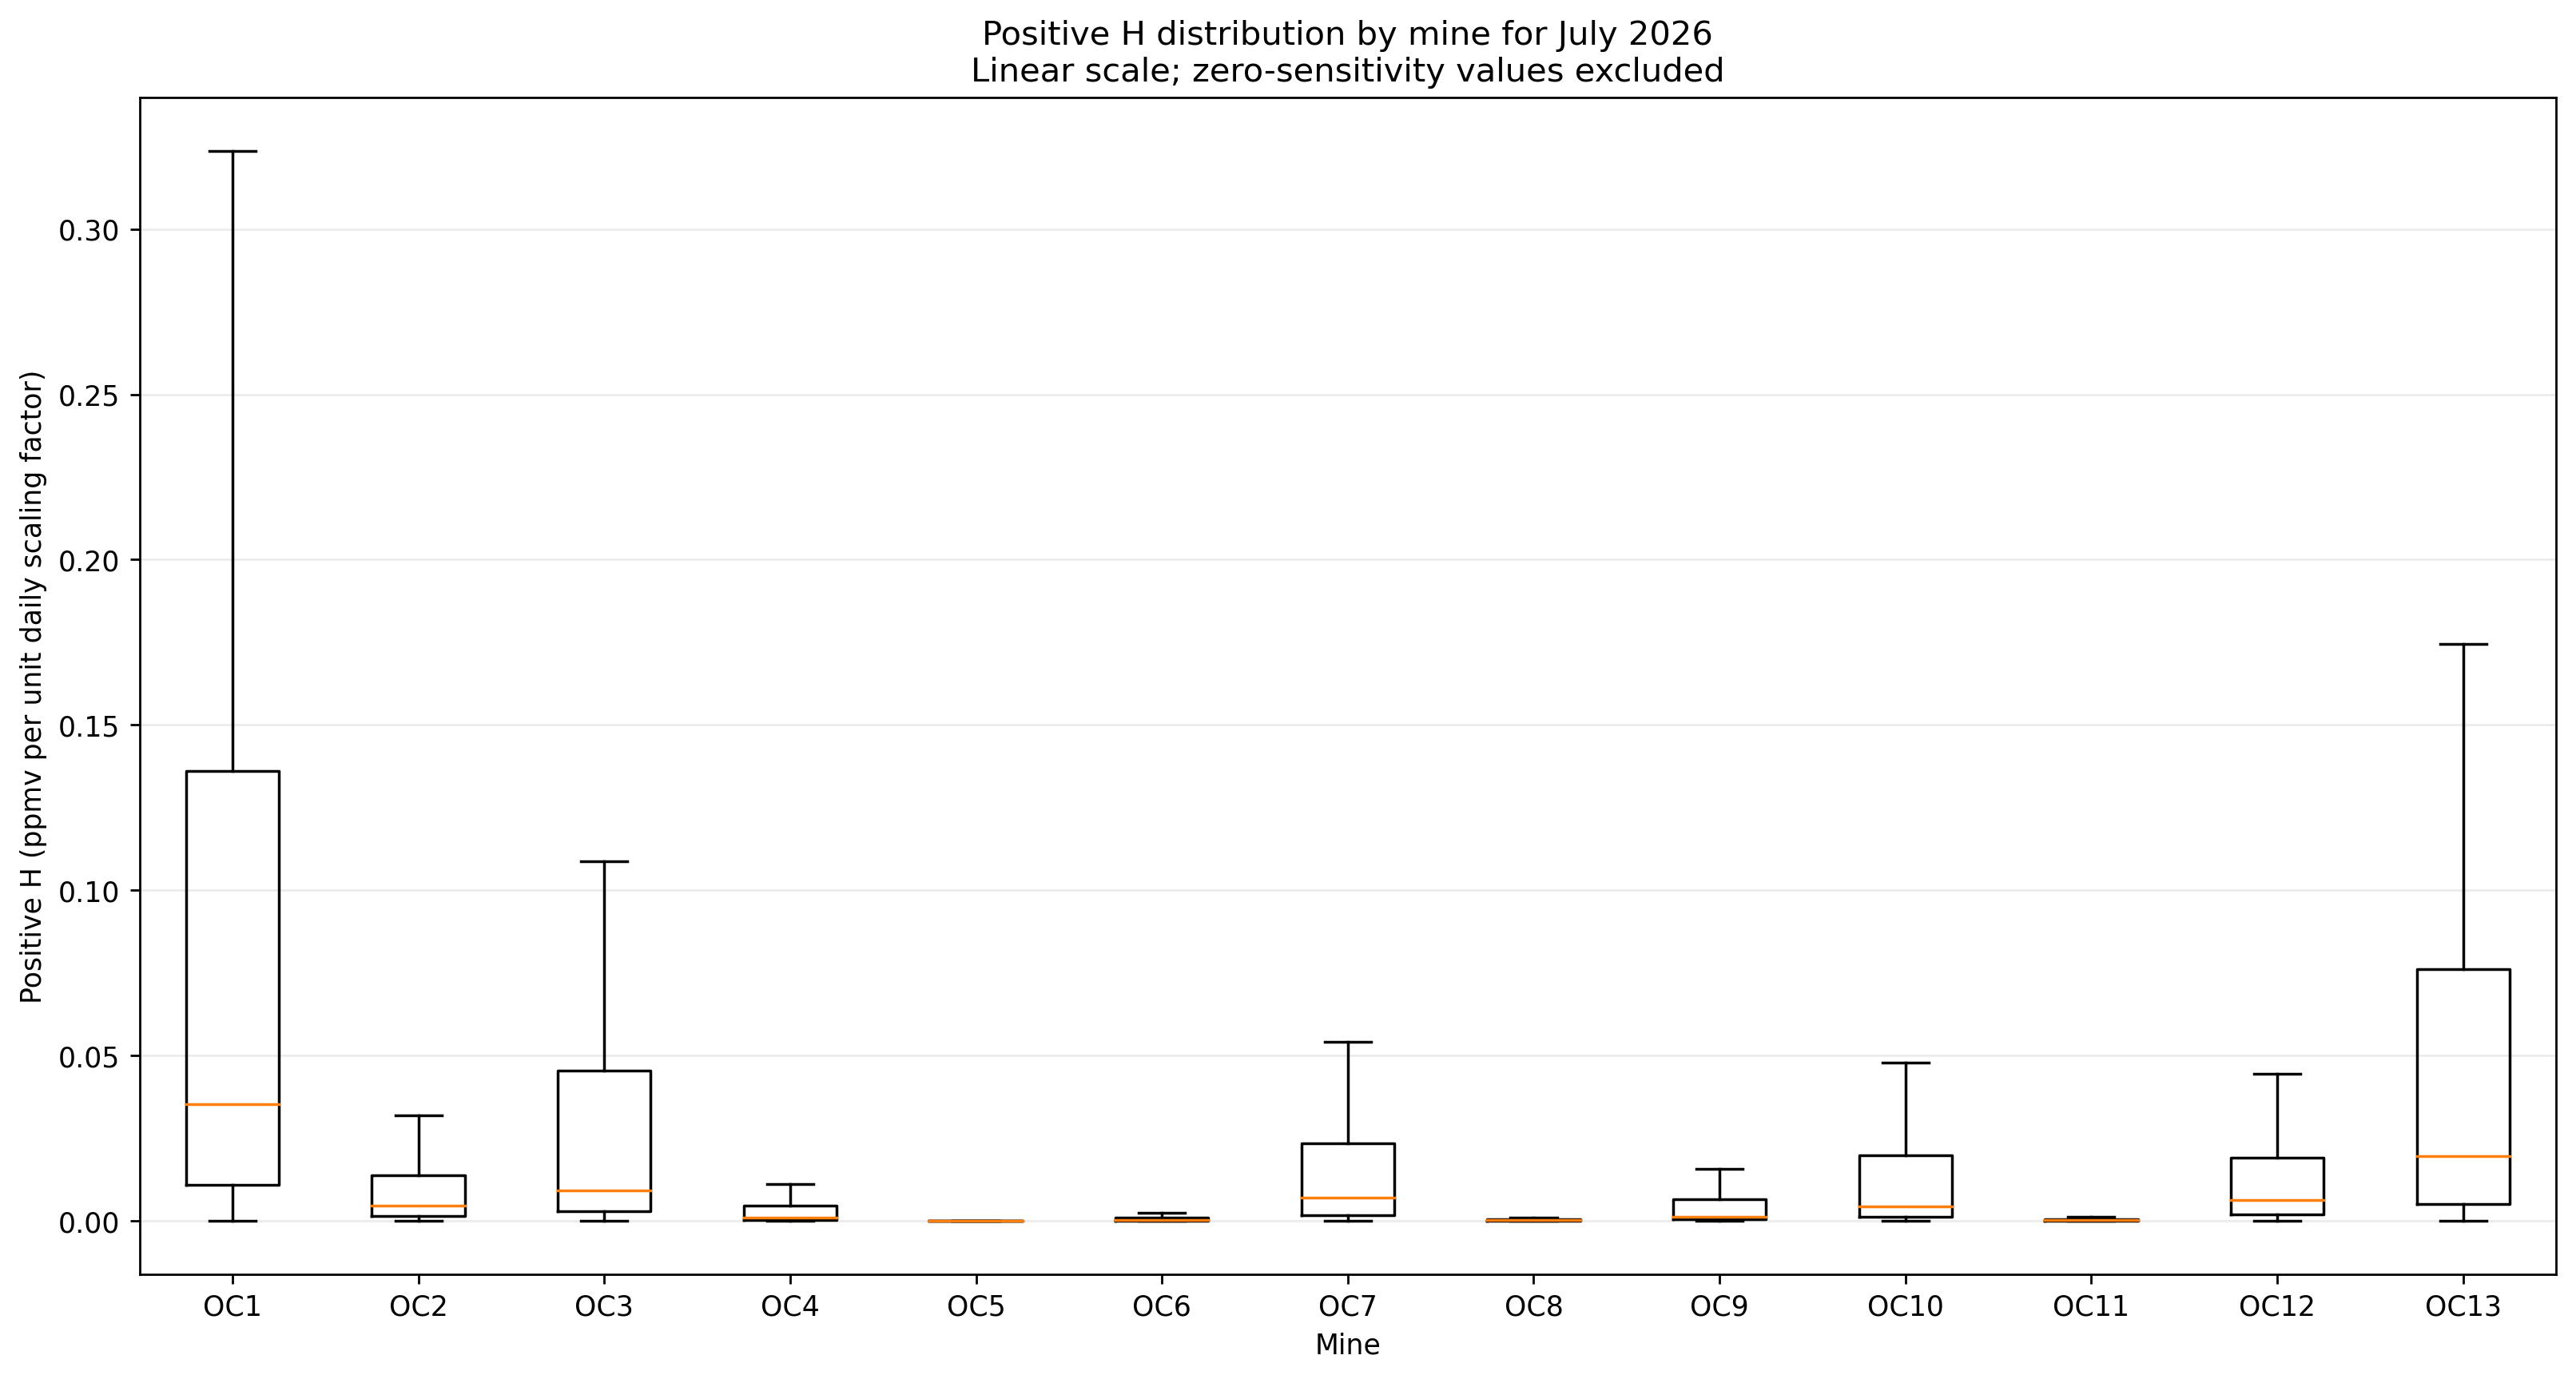 Positive H distribution by mine for July 2026
Linear scale; zero-sensitivity values excluded
Positive H (ppmv per unit daily scaling factor)
0.30
0.25
0.20
0.15
0.10
0.05
0.00
OC1 OC2 OC3 OC4 OC5 OC6 OC7 OC8 OC9 OC10 OC11 OC12 OC13
Mine